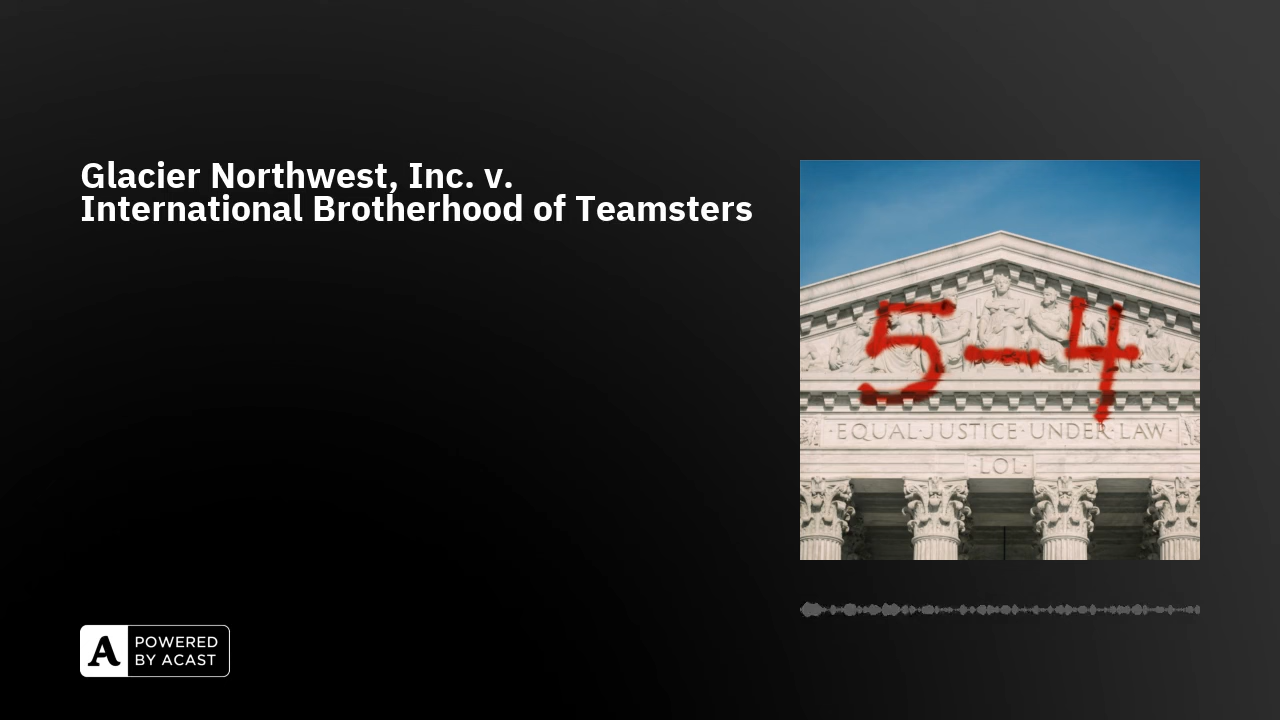 Glacier Northwest, Inc. v.
International Brotherhood of Teamsters
5-4
·EQUAL·JUSTICE·UNDER·LAW·
·LOL·
A POWERED
BY ACAST